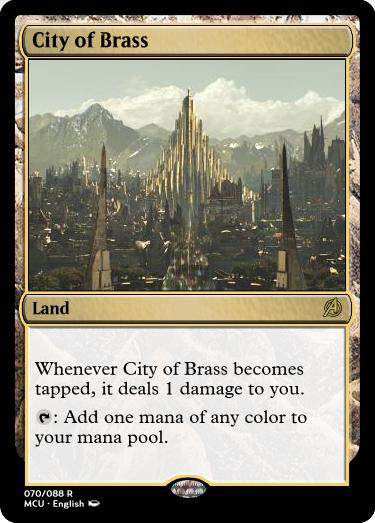 City of Brass
Land
Whenever City of Brass becomes
tapped, it deals 1 damage to you.
: Add one mana of any color to
your mana pool.
070/088 R
MCU · English